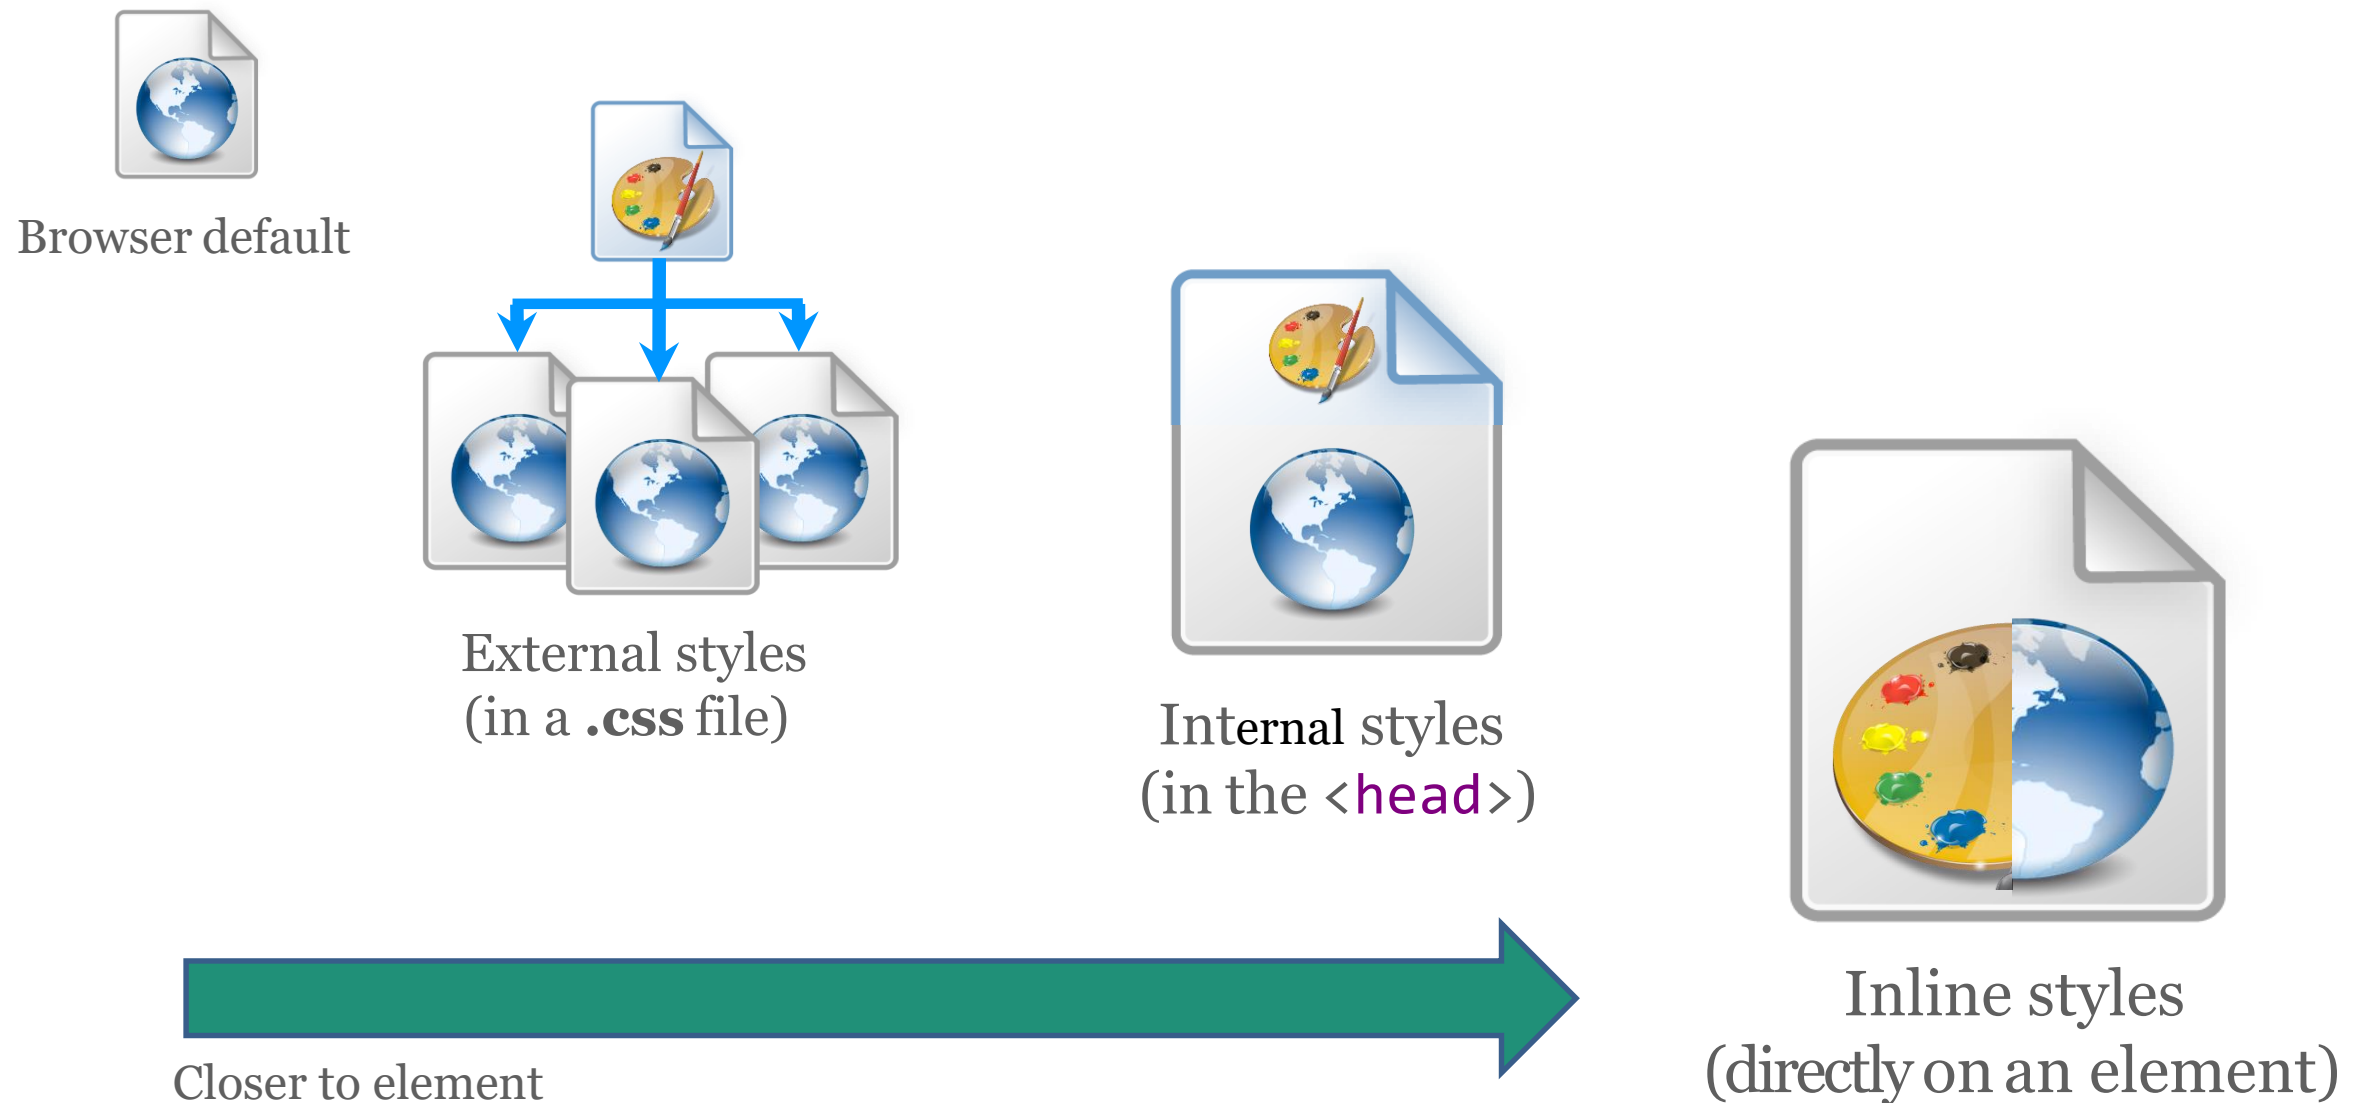 Browser default
External styles
(in a .css file)
Internal styles
(in the <head>)
Inline styles
(directly on an element)
Closer to element